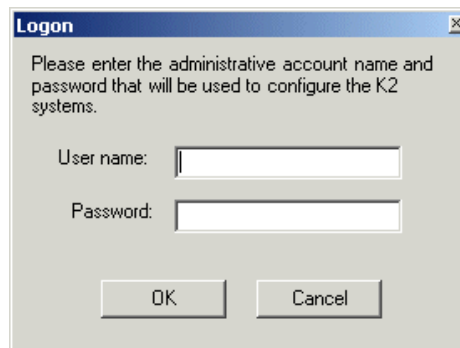 Logon
Please enter the administrative account name and
password that will be used to configure the K2
systems.
User name:
Password:
OK
Cancel